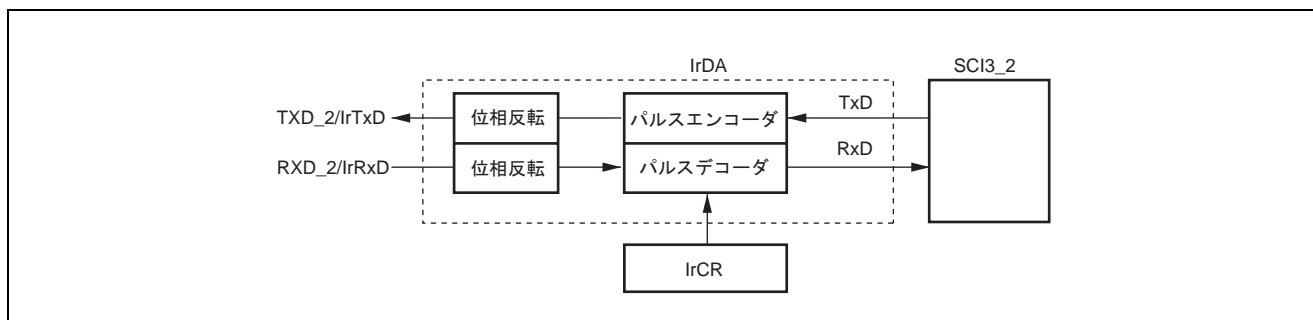 IrDA
SCI3_2
TXD_2/IrTxD
位相反転
パルスエンコーダ
TxD
RXD_2/IrRxD
位相反転
パルスデコーダ
RxD
IrCR